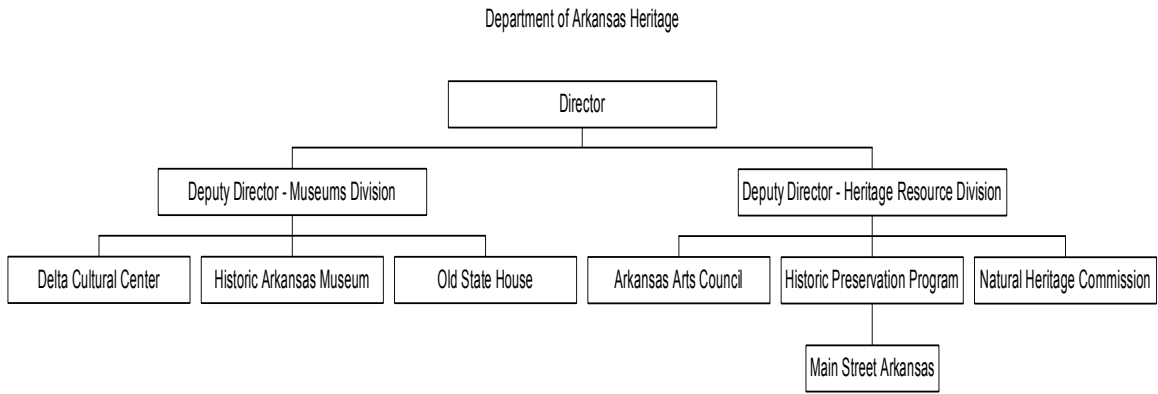 Department of Arkansas Heritage
Director
Deputy Director - Museums Division
Deputy Director - Heritage Resource Division
Delta Cultural Center
Historic Arkansas Museum
Old State House
Arkansas Arts Council
Historic Preservation Program
Natural Heritage Commission
Main Street Arkansas